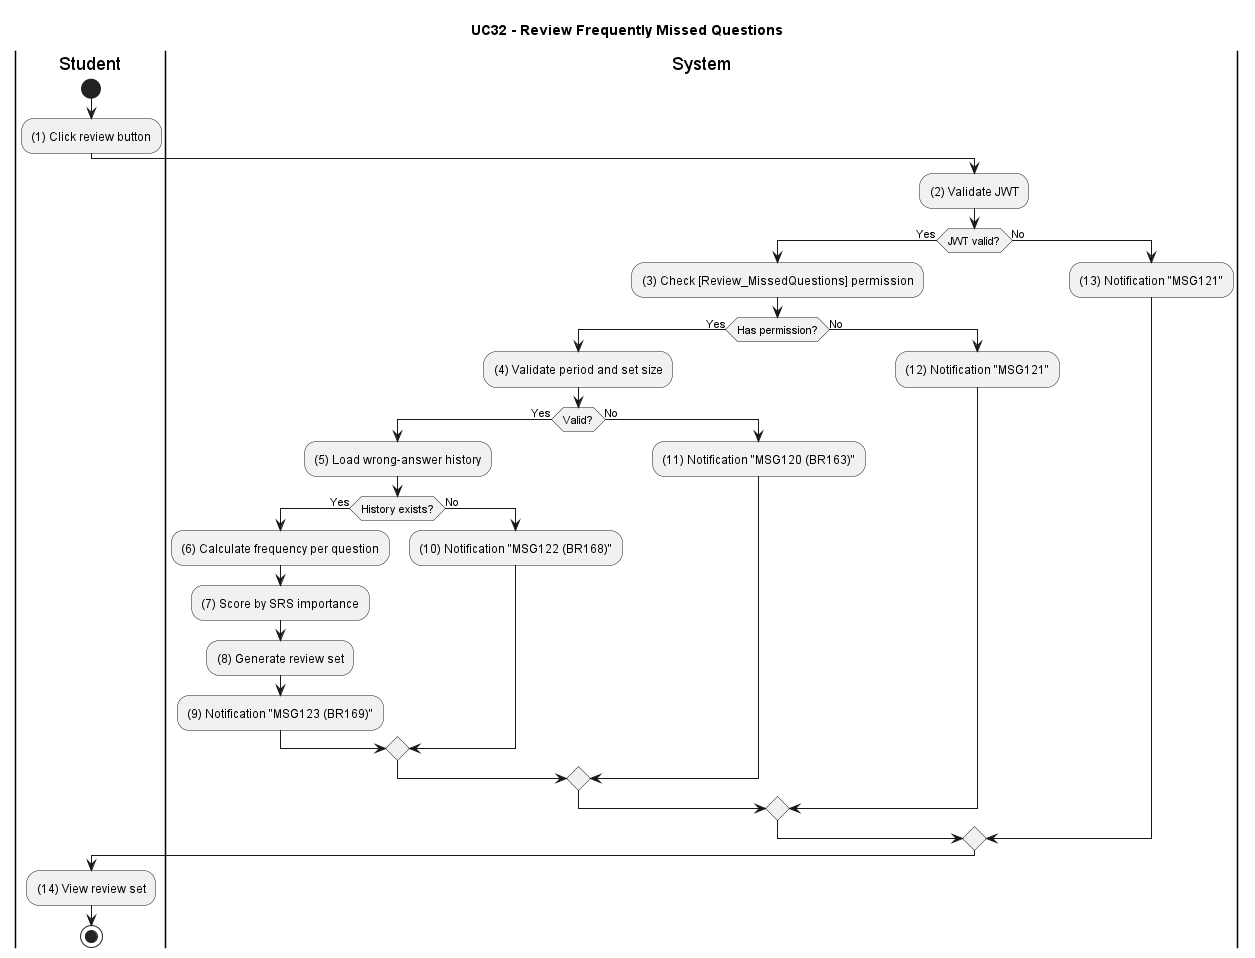 UC32 - Review Frequently Missed Questions
Student
System
(1) Click review button
(2) Validate JWT
Yes
JWT valid?
No
(3) Check [Review_MissedQuestions] permission
(13) Notification "MSG121"
Yes
Has permission?
No
(4) Validate period and set size
(12) Notification "MSG121"
Yes
Valid?
No
(5) Load wrong-answer history
(11) Notification "MSG120 (BR163)"
Yes
History exists?
No
(6) Calculate frequency per question
(10) Notification "MSG122 (BR168)"
(7) Score by SRS importance
(8) Generate review set
(9) Notification "MSG123 (BR169)"
(14) View review set